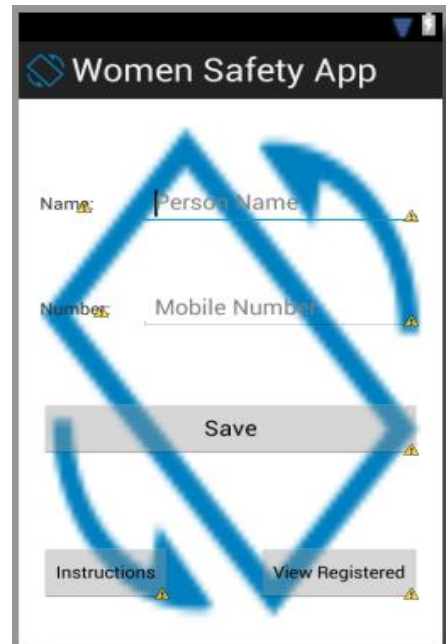 Women Safety App
Name:
Person Name
Number:
Mobile Number
Save
Instructions
View Registered